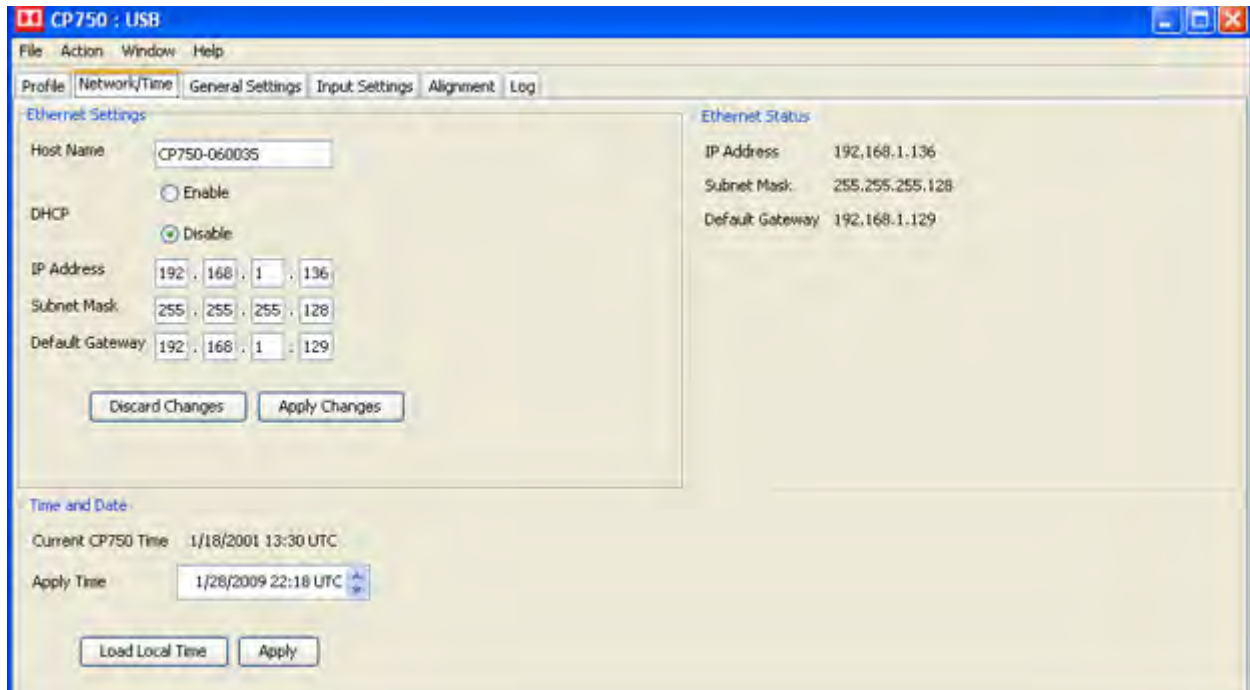 CP750 : USB
File Action Window Help
Profile Network/Time General Settings Input Settings Alignment Log
Ethernet Settings
Host Name CP750-060035
Enable
DHCP
Disable
IP Address 192 . 168 . 1 . 136
Subnet Mask 255 . 255 . 255 . 128
Default Gateway 192 . 168 . 1 . 129
Discard Changes Apply Changes
Ethernet Status
IP Address 192.168.1.136
Subnet Mask 255.255.255.128
Default Gateway 192.168.1.129
Time and Date
Current CP750 Time 1/18/2001 13:30 UTC
Apply Time 1/28/2009 22:18 UTC
Load Local Time Apply